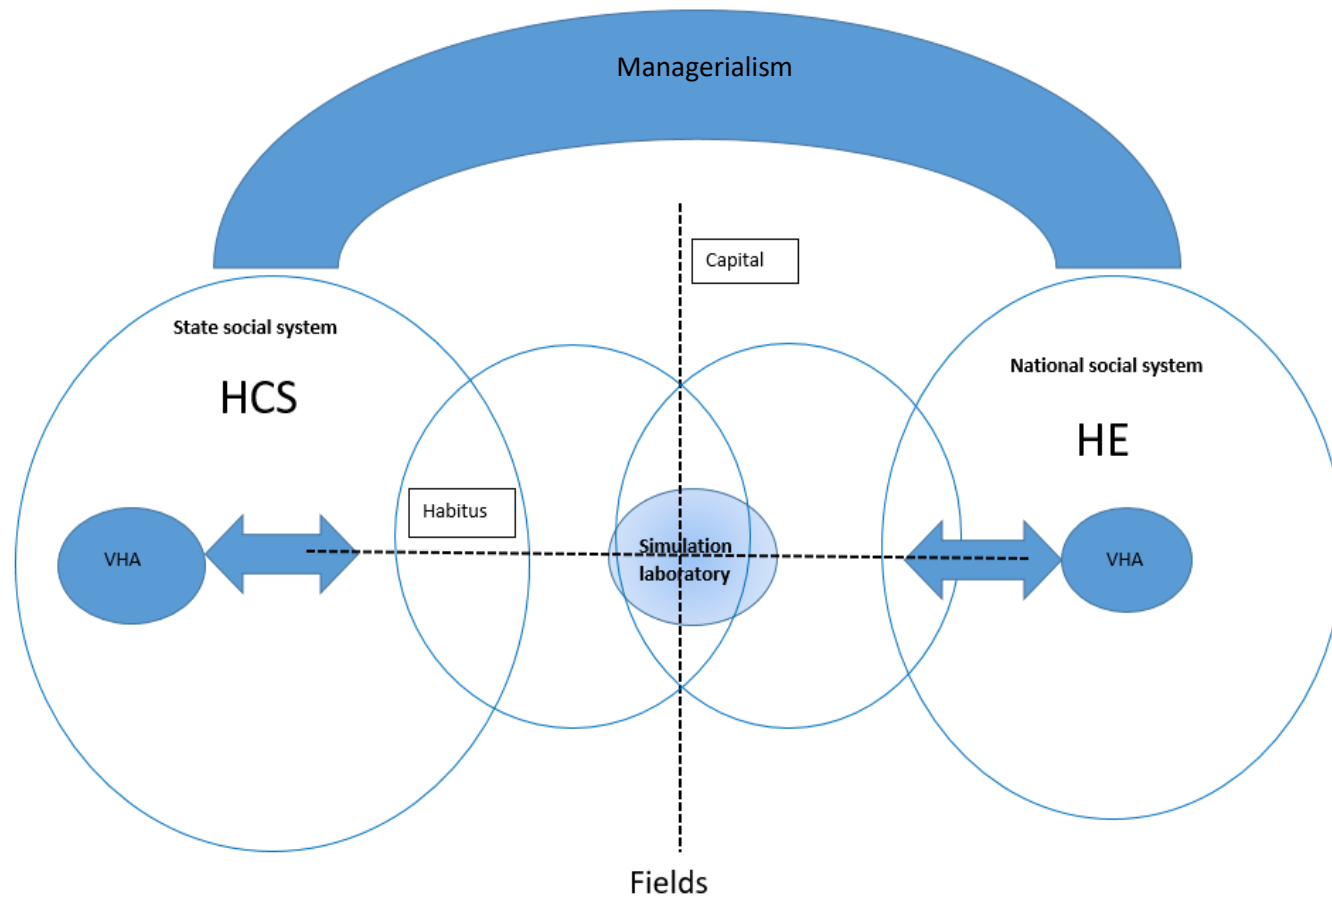 Managerialism
Capital
State social system
HCS
National social system
HE
Habitus
VHA
Simulation
laboratory
VHA
Fields